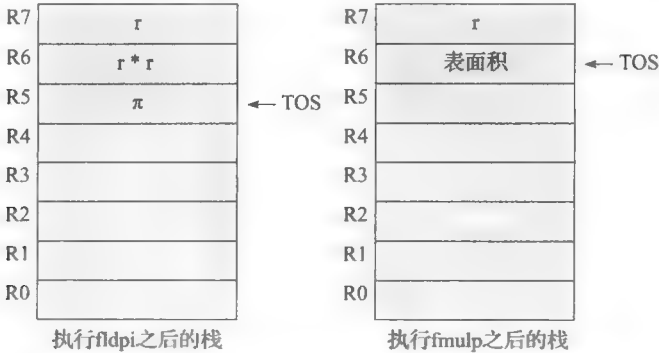 R7 r
R6 r * r
R5 π ← TOS
R4
R3
R2
R1
R0
执行fldpi之后的栈
R7 r
R6 表面积 ← TOS
R5
R4
R3
R2
R1
R0
执行fmulp之后的栈